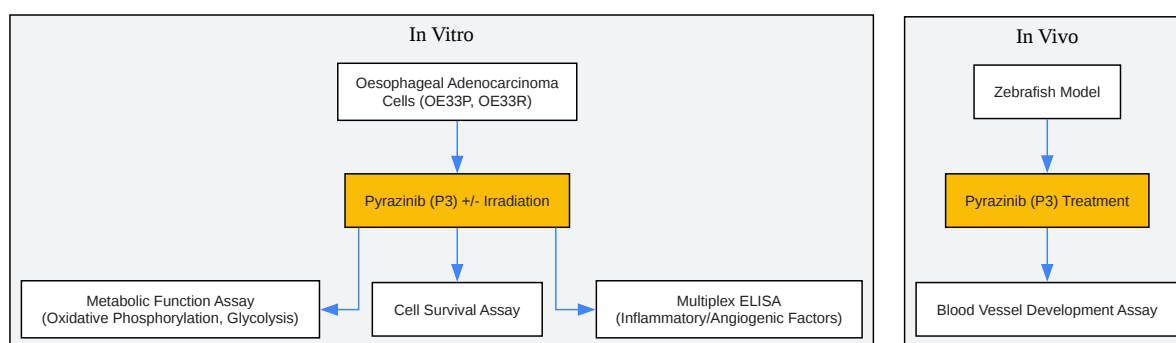 In Vitro
Oesophageal Adenocarcinoma
Cells (OE33P, OE33R)
Pyrazinib (P3) +/- Irradiation
Metabolic Function Assay
(Oxidative Phosphorylation, Glycolysis)
Cell Survival Assay
Multiplex ELISA
(Inflammatory/Angiogenic Factors)
In Vivo
Zebrafish Model
Pyrazinib (P3) Treatment
Blood Vessel Development Assay